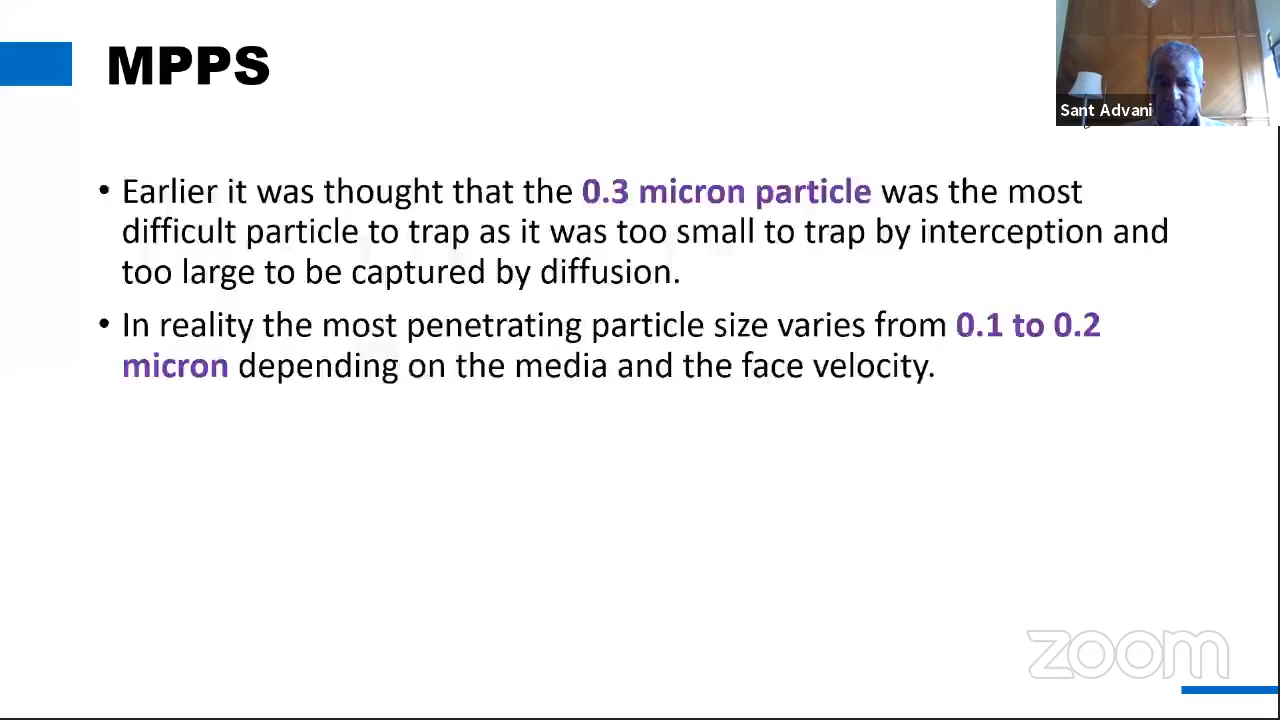 MPPS
Sant Advani
• Earlier it was thought that the 0.3 micron particle was the most
difficult particle to trap as it was too small to trap by interception and
too large to be captured by diffusion.
• In reality the most penetrating particle size varies from 0.1 to 0.2
micron depending on the media and the face velocity.
zoom